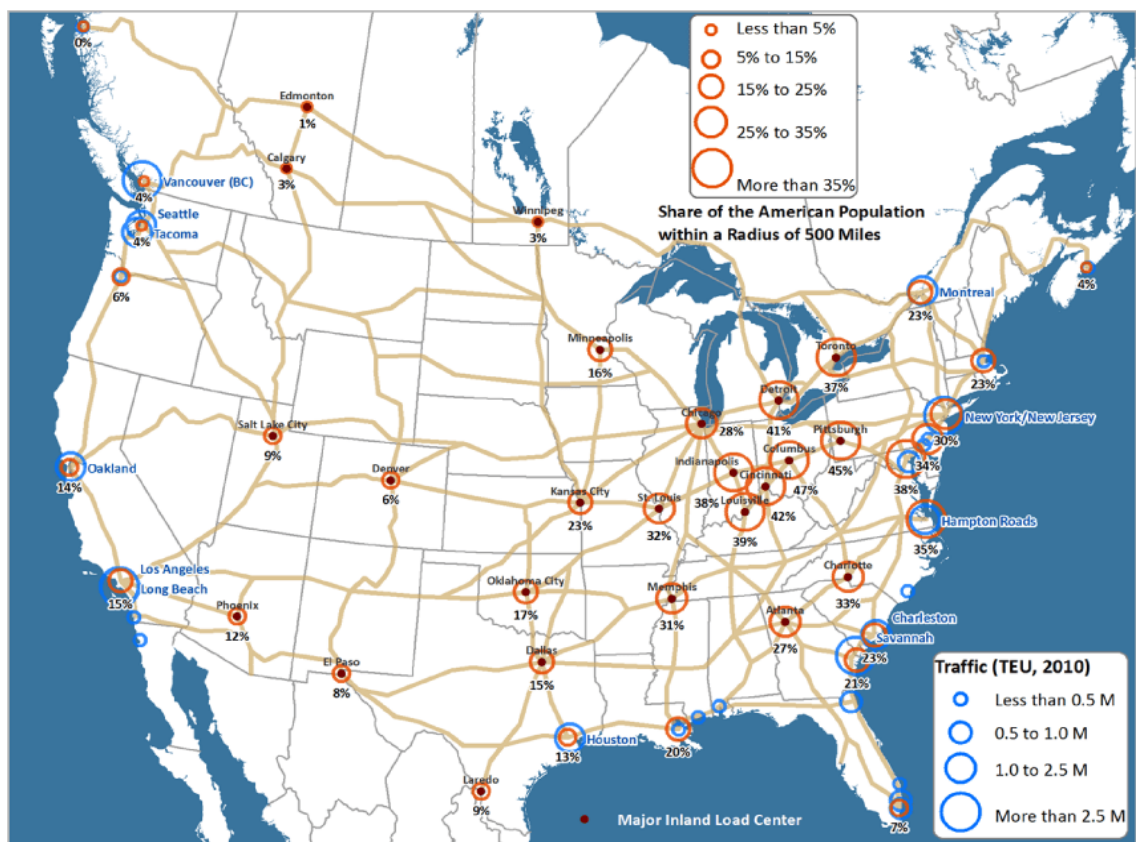 Less than 5%
5% to 15%
15% to 25%
25% to 35%
More than 35%
Share of the American Population
within a Radius of 500 Miles
0%
Edmonton
1%
Calgary
3%
Vancouver (BC)
4%
Seattle
Tacoma
4%
Winnipeg
3%
6%
Montreal
23%
4%
Minneapolis
16%
Toronto
37%
23%
Detroit
41%
Chicago
28%
New York/New Jersey
30%
Pittsburgh
45%
Salt Lake City
9%
Columbus
47%
34%
Indianapolis
38%
Cincinnati
42%
38%
Oakland
14%
Denver
6%
Kansas City
23%
St. Louis
32%
Louisville
39%
Hampton Roads
35%
Los Angeles
Long Beach
15%
Phoenix
12%
Oklahoma City
17%
Memphis
31%
Charlotte
33%
Atlanta
27%
Charleston
Savannah
23%
21%
El Paso
8%
Dallas
15%
Houston
13%
20%
Laredo
9%
7%
Major Inland Load Center
Traffic (TEU, 2010)
Less than 0.5 M
0.5 to 1.0 M
1.0 to 2.5 M
More than 2.5 M